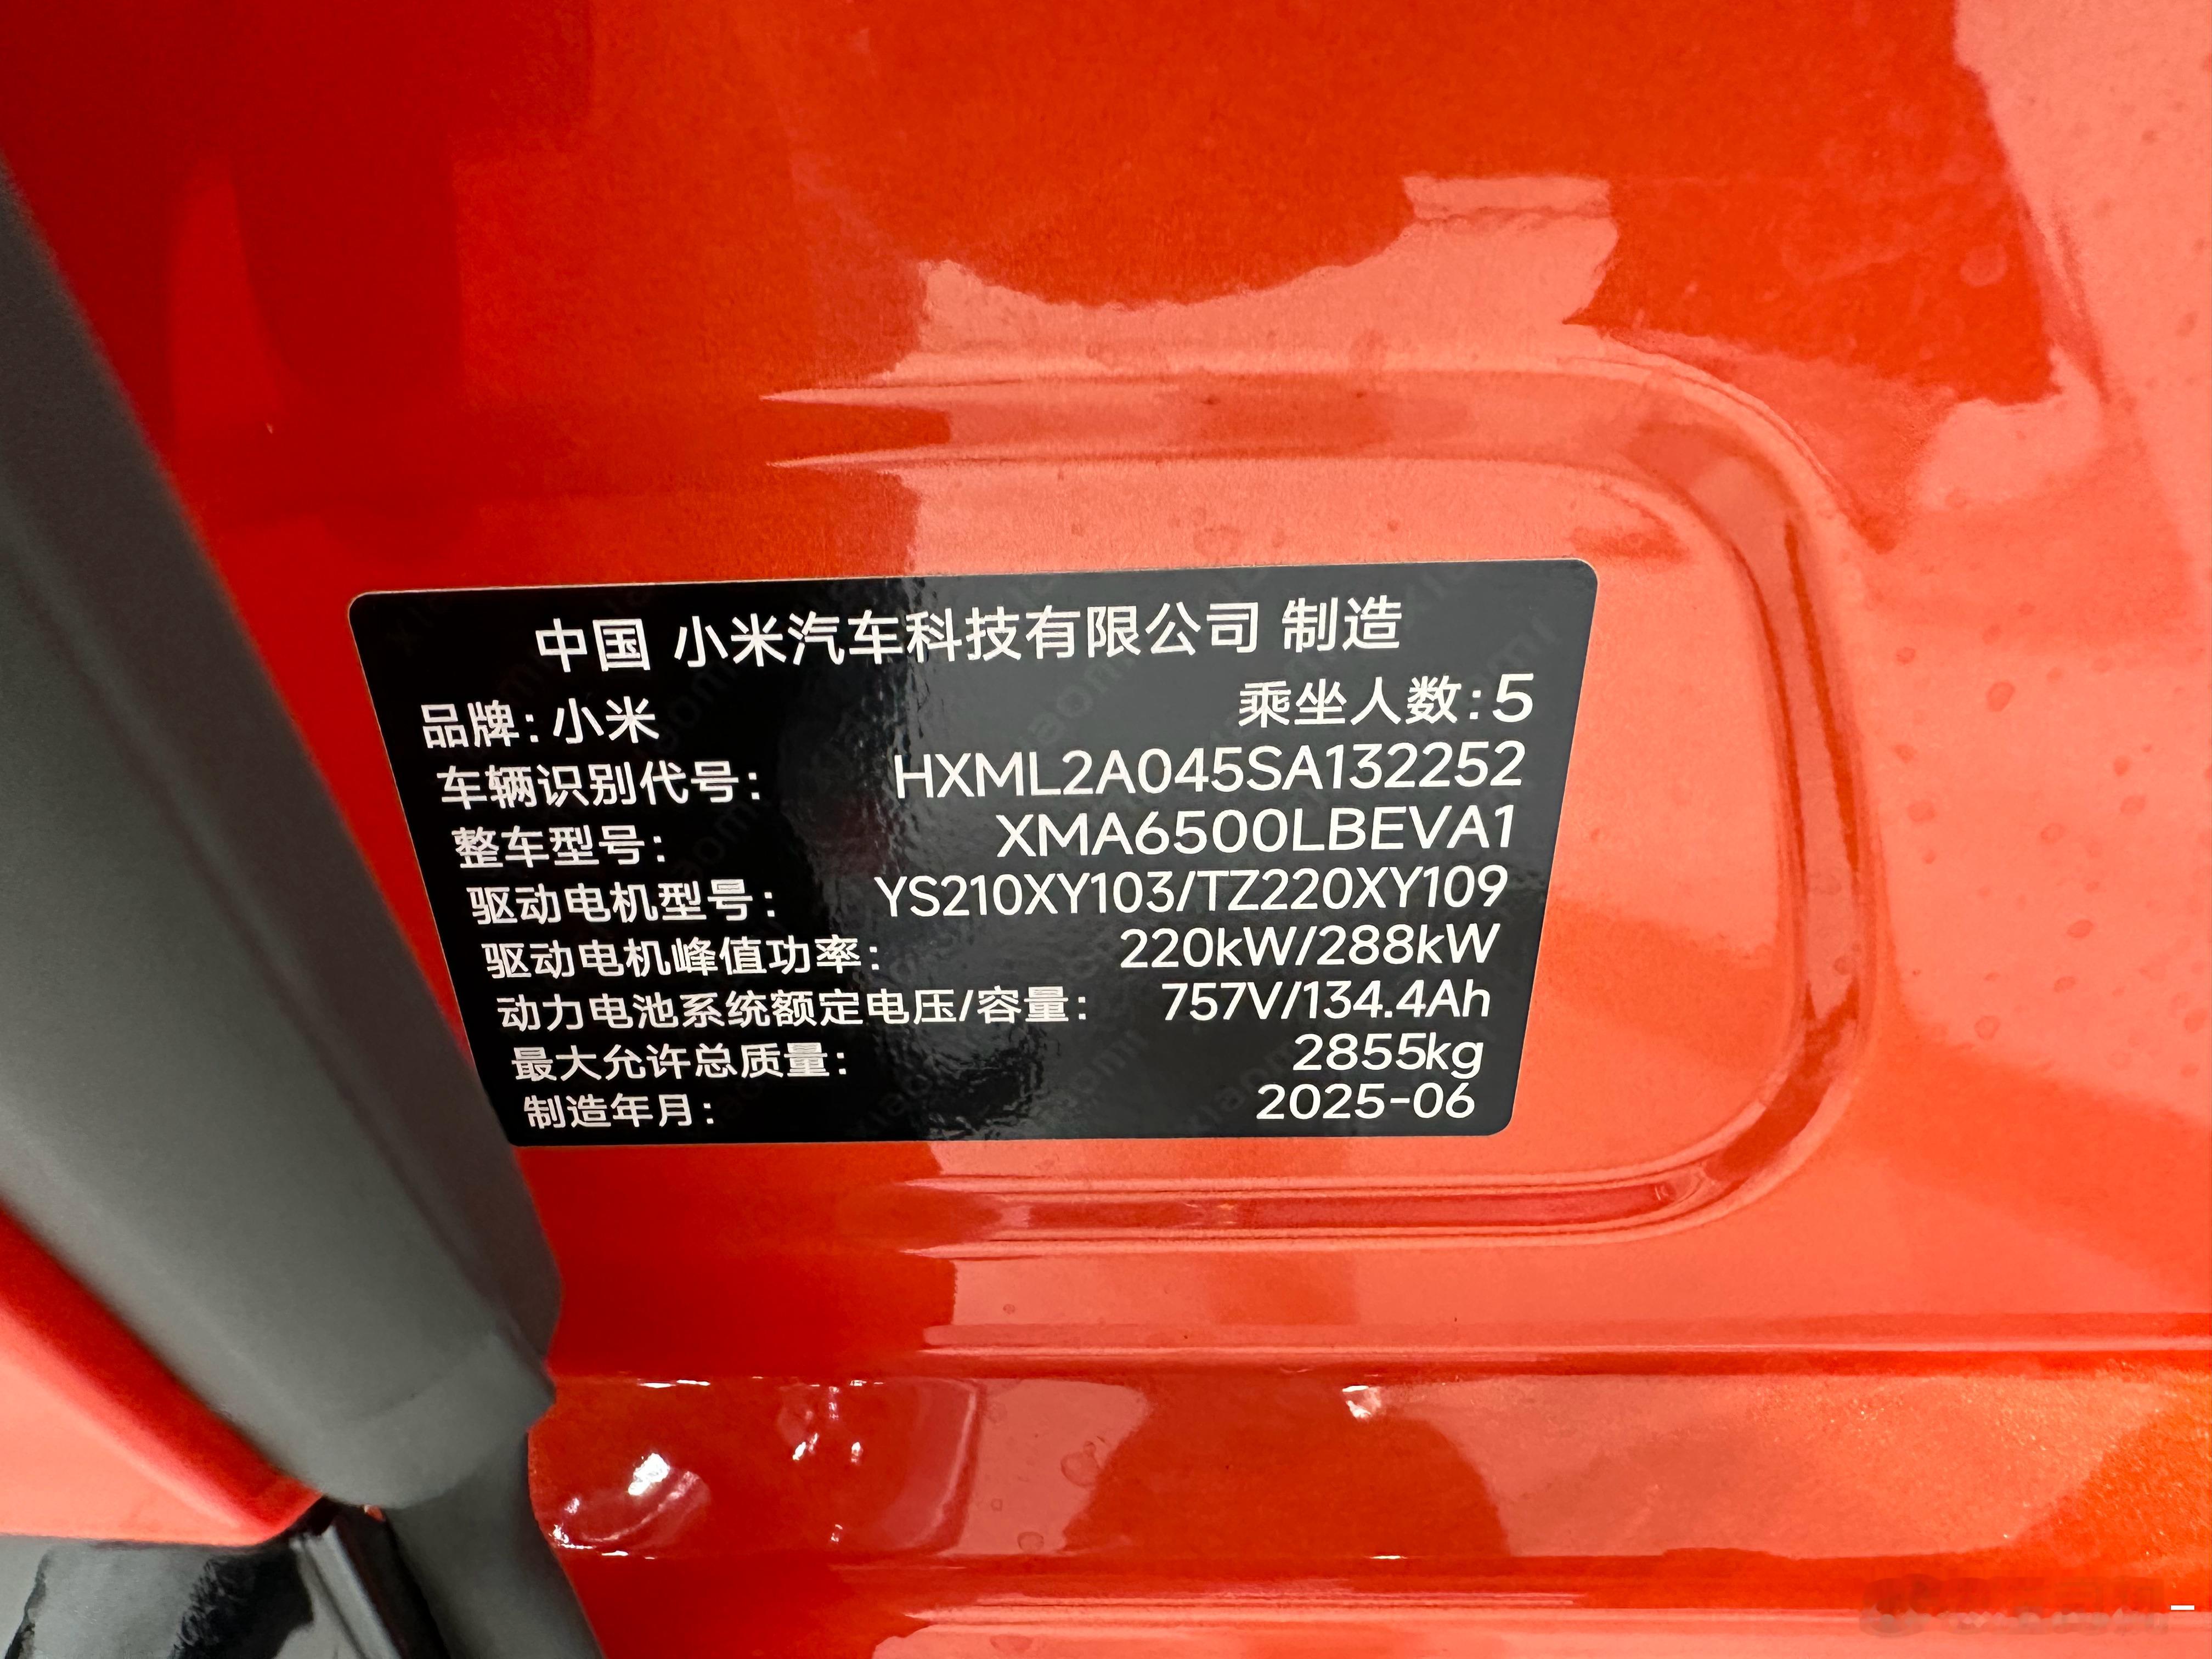 中国 小米汽车科技有限公司 制造
品牌：小米 乘坐人数：5
车辆识别代号： HXML2A045SA132252
整车型号： XMA6500LBEVA1
驱动电机型号： YS210XY103/TZ220XY109
驱动电机峰值功率： 220kW/288kW
动力电池系统额定电压/容量： 757V/134.4Ah
最大允许总质量： 2855kg
制造年月： 2025-06